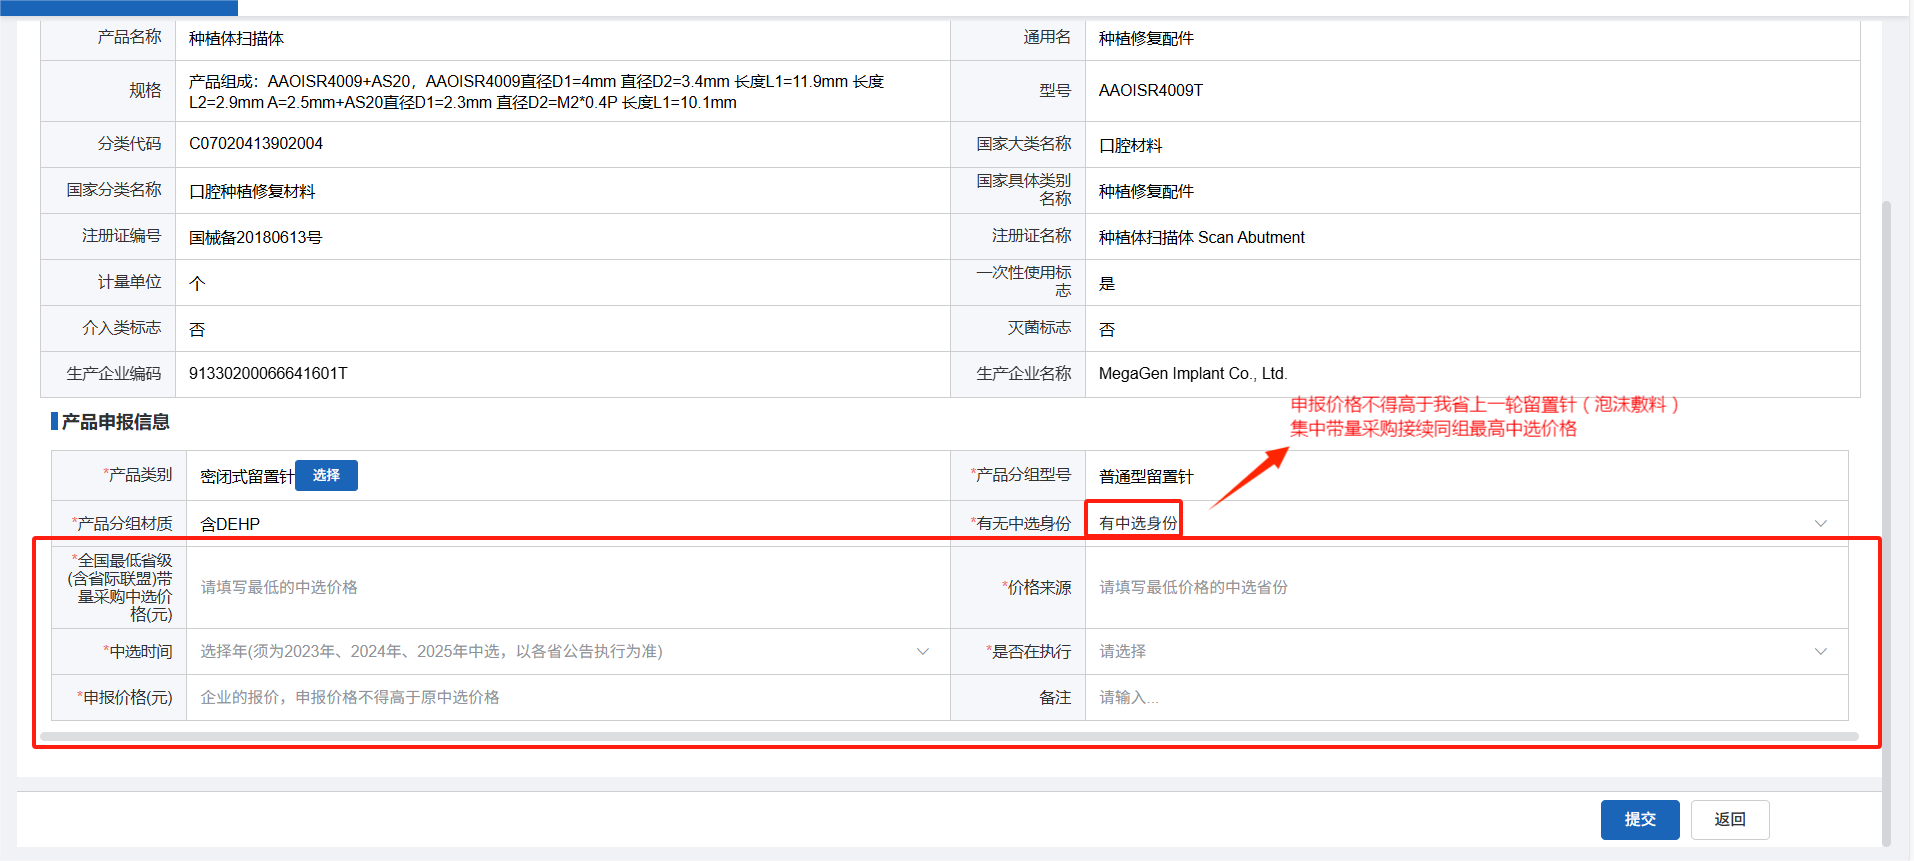 产品名称 种植体扫描体 通用名 种植修复配件
规格 产品组成：AAOISR4009+AS20，AAOISR4009直径D1=4mm 直径D2=3.4mm 长度L1=11.9mm 长度
L2=2.9mm A=2.5mm+AS20直径D1=2.3mm 直径D2=M2*0.4P 长度L1=10.1mm
型号 AAOISR4009T
分类代码 C07020413902004 国家大类名称 口腔材料
国家分类名称 口腔种植修复材料 国家具体类别
名称 种植修复配件
注册证编号 国械备20180613号 注册证名称 种植体扫描体 Scan Abutment
计量单位 个 一次性使用标
志 是
介入类标志 否 灭菌标志 否
生产企业编码 91330200066641601T 生产企业名称 MegaGen Implant Co., Ltd.
申报价格不得高于我省上一轮留置针（泡沫敷料）
集中带量采购接续同组最高中选价格
产品申报信息
*产品类别 密闭式留置针 选择 *产品分组型号 普通型留置针
*产品分组材质 含DEHP *有无中选身份 有中选身份
*全国最低省级
(含省际联盟)带
量采购中选价
格(元) 请填写最低的中选价格 *价格来源 请填写最低价格的中选省份
*中选时间 选择年(须为2023年、2024年、2025年中选，以各省公告执行为准) *是否在执行 请选择
*申报价格(元) 企业的报价，申报价格不得高于原中选价格 备注 请输入...
提交 返回